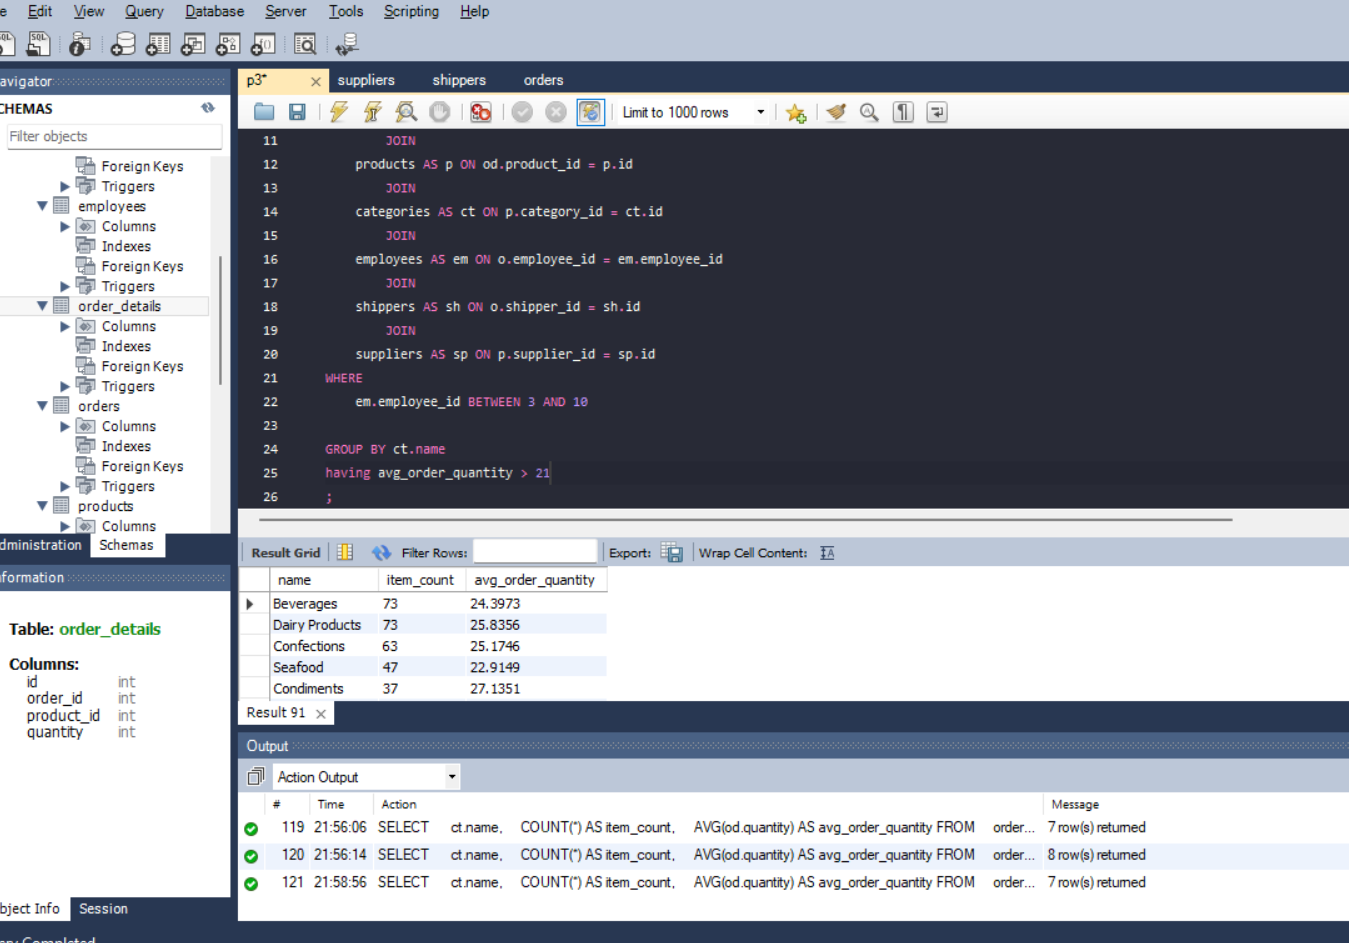 e Edit View Query Database Server Tools Scripting Help
avigator
CHEMAS
Filter objects
Foreign Keys
Triggers
employees
Columns
Indexes
Foreign Keys
Triggers
order_details
Columns
Indexes
Foreign Keys
Triggers
orders
Columns
Indexes
Foreign Keys
Triggers
products
Columns
dministration Schemas
nformation
Table: order_details
Columns:
id int
order_id int
product_id int
quantity int
bject Info Session
p3* suppliers shippers orders
Limit to 1000 rows
11 JOIN
12 products AS p ON od.product_id = p.id
13 JOIN
14 categories AS ct ON p.category_id = ct.id
15 JOIN
16 employees AS em ON o.employee_id = em.employee_id
17 JOIN
18 shippers AS sh ON o.shipper_id = sh.id
19 JOIN
20 suppliers AS sp ON p.supplier_id = sp.id
21 WHERE
22 em.employee_id BETWEEN 3 AND 10
23
24 GROUP BY ct.name
25 having avg_order_quantity > 21
26 ;
Result Grid Filter Rows: Export: Wrap Cell Content:
name item_count avg_order_quantity
Beverages 73 24.3973
Dairy Products 73 25.8356
Confections 63 25.1746
Seafood 47 22.9149
Condiments 37 27.1351
Result 91
Output
Action Output
# Time Action Message
119 21:56:06 SELECT ct.name, COUNT(*) AS item_count, AVG(od.quantity) AS avg_order_quantity FROM order... 7 row(s) returned
120 21:56:14 SELECT ct.name, COUNT(*) AS item_count, AVG(od.quantity) AS avg_order_quantity FROM order... 8 row(s) returned
121 21:58:56 SELECT ct.name, COUNT(*) AS item_count, AVG(od.quantity) AS avg_order_quantity FROM order... 7 row(s) returned
ery Completed